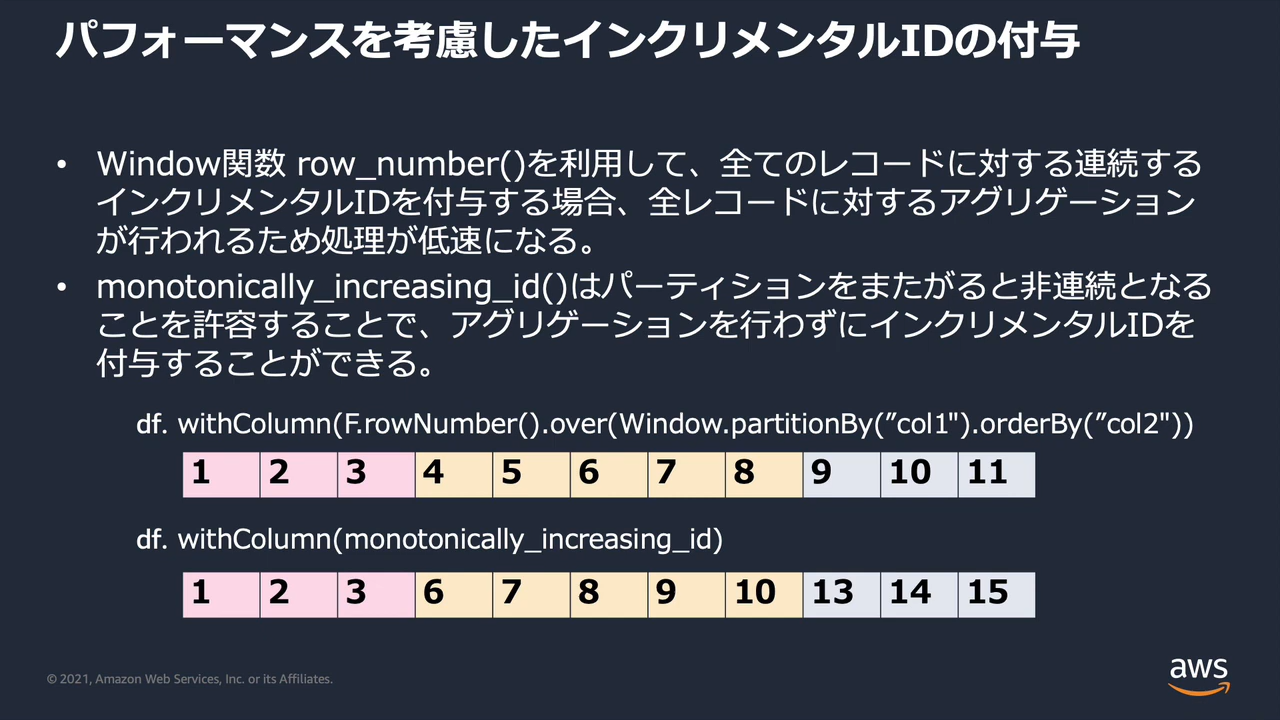 パフォーマンスを考慮したインクリメンタルIDの付与
• Window関数 row_number()を利用して、全てのレコードに対する連続する
インクリメンタルIDを付与する場合、全レコードに対するアグリゲーション
が行われるため処理が低速になる。
• monotonically_increasing_id()はパーティションをまたがると非連続となる
ことを許容することで、アグリゲーションを行わずにインクリメンタルIDを
付与することができる。
df. withColumn(F.rowNumber().over(Window.partitionBy(”col1").orderBy(”col2"))
1 2 3 4 5 6 7 8 9 10 11
df. withColumn(monotonically_increasing_id)
1 2 3 6 7 8 9 10 13 14 15
© 2021, Amazon Web Services, Inc. or its Affiliates.
aws